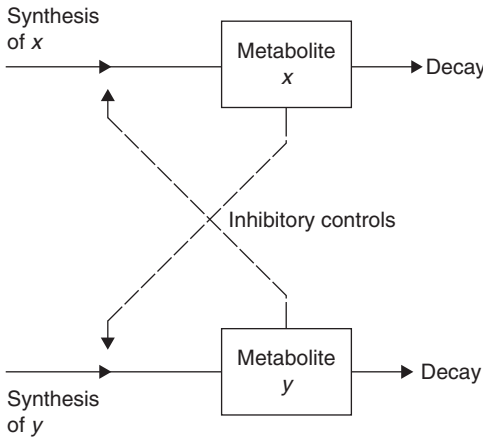 Synthesis
of x
Metabolite
x
Decay
Inhibitory controls
Metabolite
y
Decay
Synthesis
of y